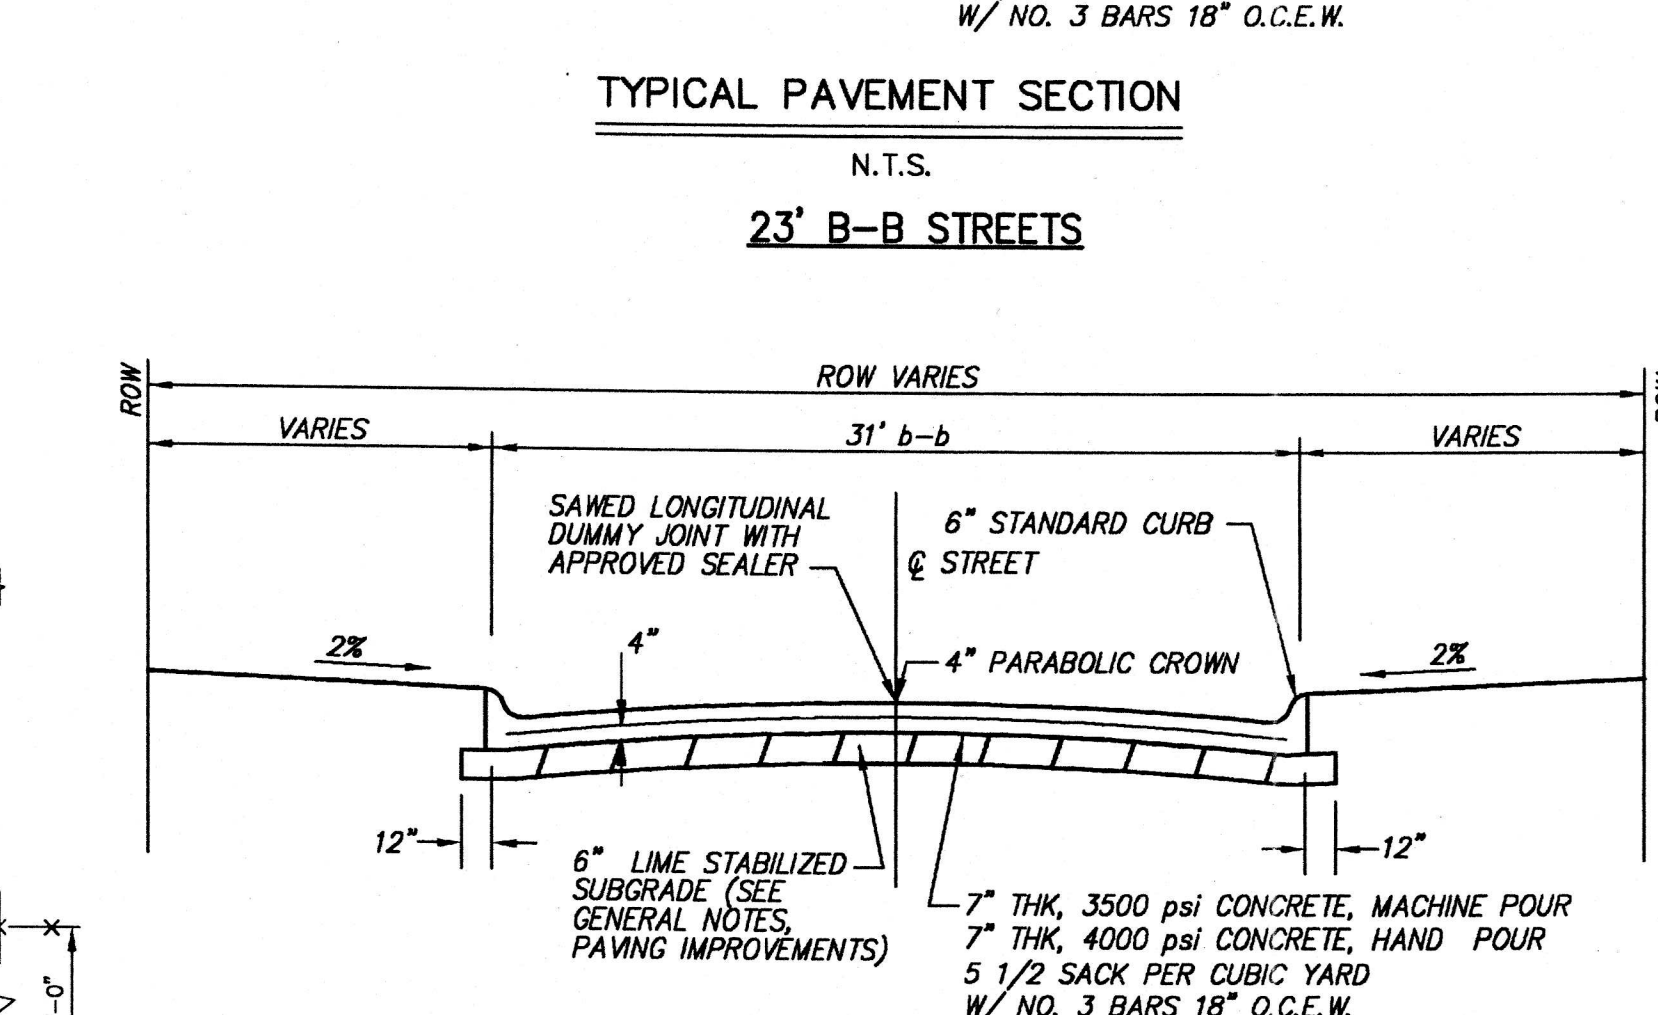 W/ NO. 3 BARS 18" O.C.E.W.
TYPICAL PAVEMENT SECTION
N.T.S.
23' B-B STREETS
ROW
ROW VARIES
VARIES
31' b-b
VARIES
SAWED LONGITUDINAL
DUMMY JOINT WITH
APPROVED SEALER
6" STANDARD CURB
℄ STREET
2%
4"
4" PARABOLIC CROWN
2%
12"
12"
6" LIME STABILIZED
SUBGRADE (SEE
GENERAL NOTES,
PAVING IMPROVEMENTS)
7" THK, 3500 psi CONCRETE, MACHINE POUR
7" THK, 4000 psi CONCRETE, HAND POUR
5 1/2 SACK PER CUBIC YARD
W/ NO. 3 BARS 18" O.C.E.W.
-0"